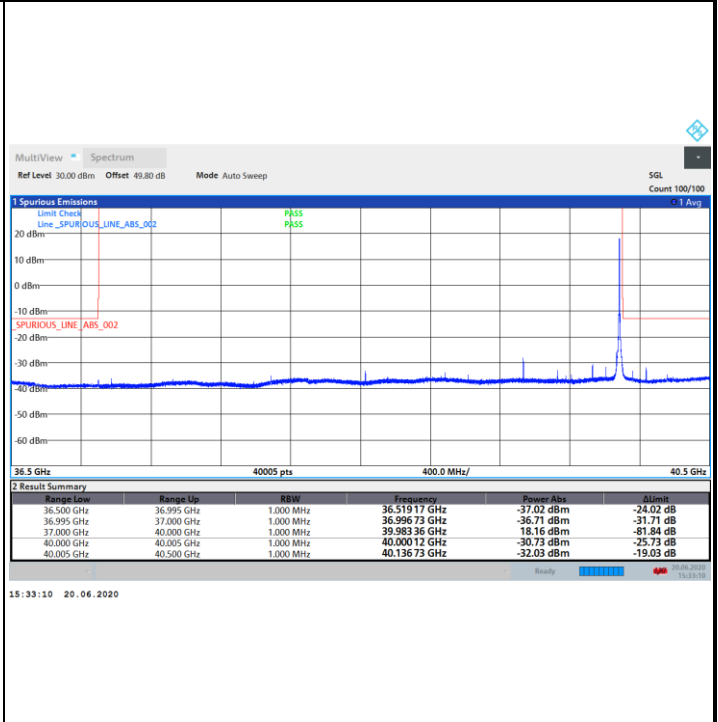 MultiView Spectrum
Ref Level 30.00 dBm Offset 49.80 dB Mode Auto Sweep SGL
Count 100/100
1 Spurious Emissions 1 Avg
Limit Check PASS
Line _SPURIOUS_LINE_ABS_002 PASS
20 dBm
10 dBm
0 dBm
-10 dBm
_SPURIOUS_LINE_ABS_002
-20 dBm
-30 dBm
-40 dBm
-50 dBm
-60 dBm
36.5 GHz 40005 pts 400.0 MHz/ 40.5 GHz
2 Result Summary
Range Low Range Up RBW Frequency Power Abs ΔLimit
36.500 GHz 36.995 GHz 1.000 MHz 36.519 17 GHz -37.02 dBm -24.02 dB
36.995 GHz 37.000 GHz 1.000 MHz 36.996 73 GHz -36.71 dBm -31.71 dB
37.000 GHz 40.000 GHz 1.000 MHz 39.983 36 GHz 18.16 dBm -81.84 dB
40.000 GHz 40.005 GHz 1.000 MHz 40.000 12 GHz -30.73 dBm -25.73 dB
40.005 GHz 40.500 GHz 1.000 MHz 40.136 73 GHz -32.03 dBm -19.03 dB
Ready 20.06.2020
15:33:10
15:33:10 20.06.2020